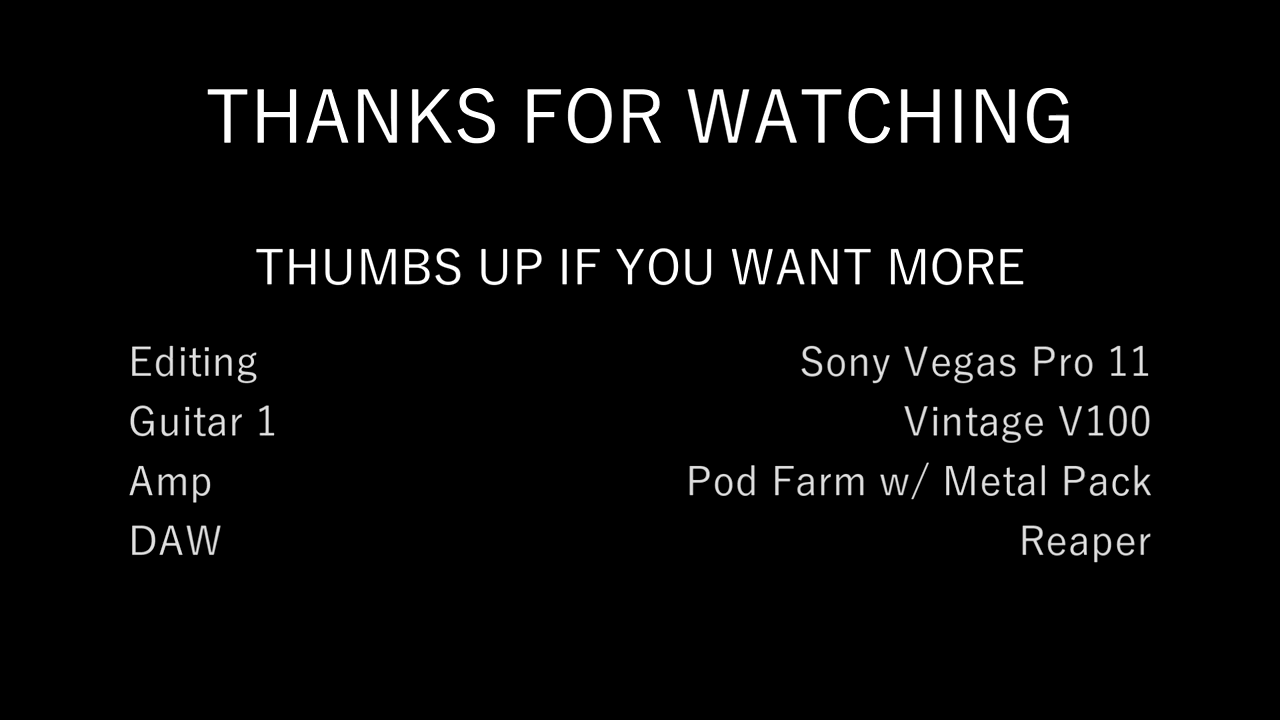 THANKS FOR WATCHING
THUMBS UP IF YOU WANT MORE
Editing Sony Vegas Pro 11
Guitar 1 Vintage V100
Amp Pod Farm w/ Metal Pack
DAW Reaper